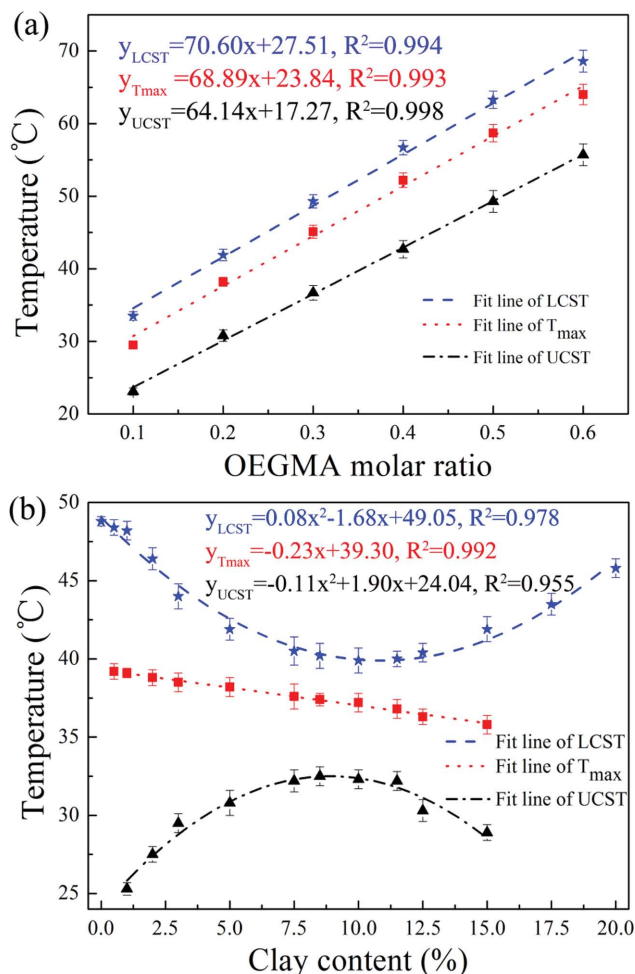 (a)
y_LCST=70.60x+27.51, R²=0.994
y_Tmax=68.89x+23.84, R²=0.993
y_UCST=64.14x+17.27, R²=0.998
70
60
50
40
30
20
Temperature (℃)
Fit line of LCST
Fit line of T_max
Fit line of UCST
0.1 0.2 0.3 0.4 0.5 0.6
OEGMA molar ratio
(b)
y_LCST=0.08x²-1.68x+49.05, R²=0.978
y_Tmax=-0.23x+39.30, R²=0.992
y_UCST=-0.11x²+1.90x+24.04, R²=0.955
50
45
40
35
30
25
Temperature (℃)
Fit line of LCST
Fit line of T_max
Fit line of UCST
0.0 2.5 5.0 7.5 10.0 12.5 15.0 17.5 20.0
Clay content (%)